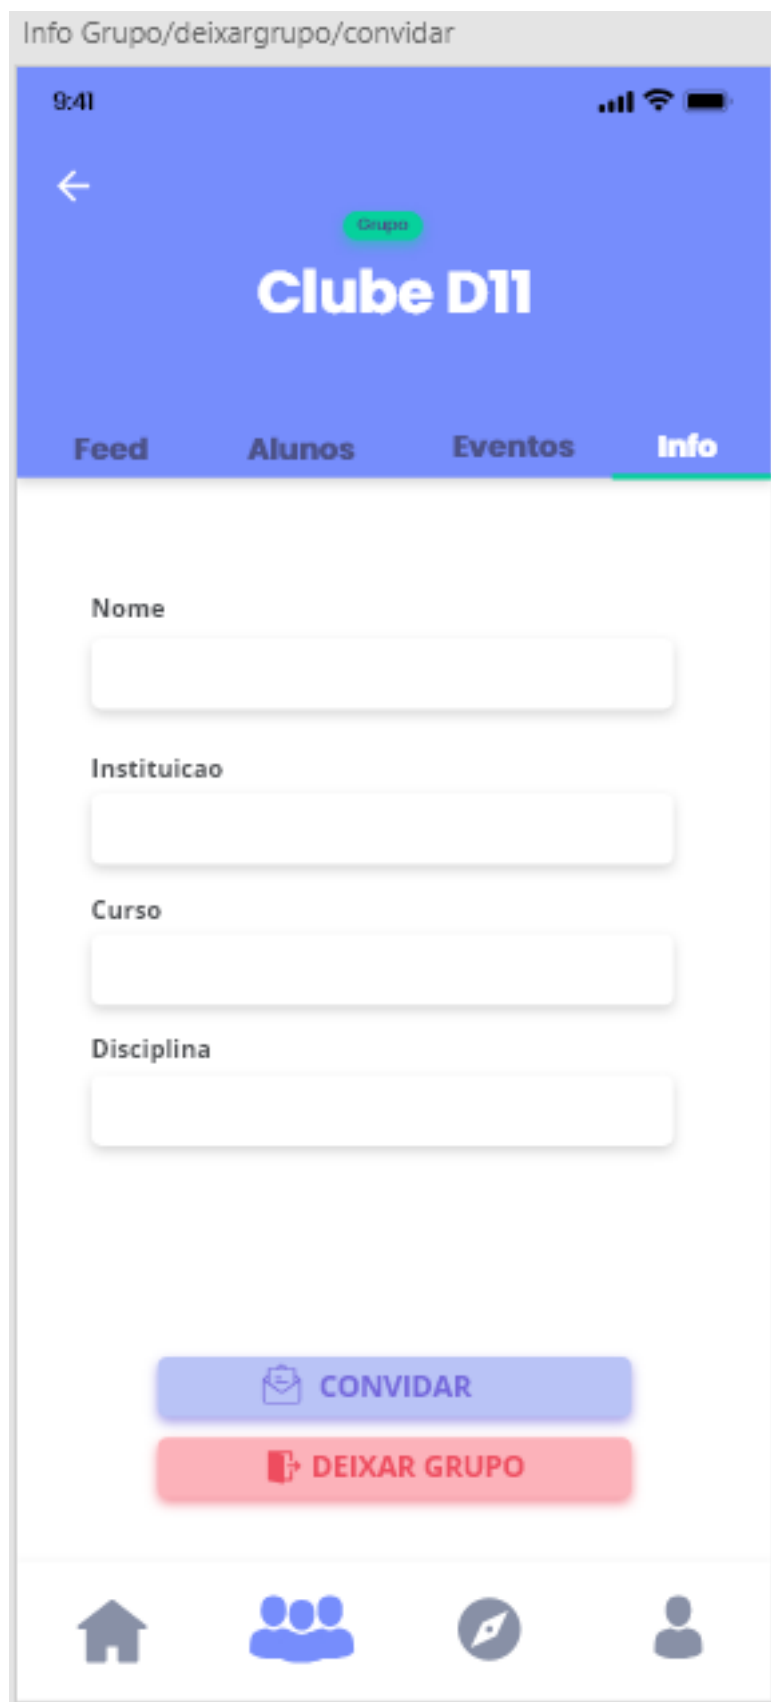 Info Grupo/deixargrupo/convidar
9:41
Grupo
Clube D11
Feed Alunos Eventos Info
Nome
Instituicao
Curso
Disciplina
CONVIDAR
DEIXAR GRUPO